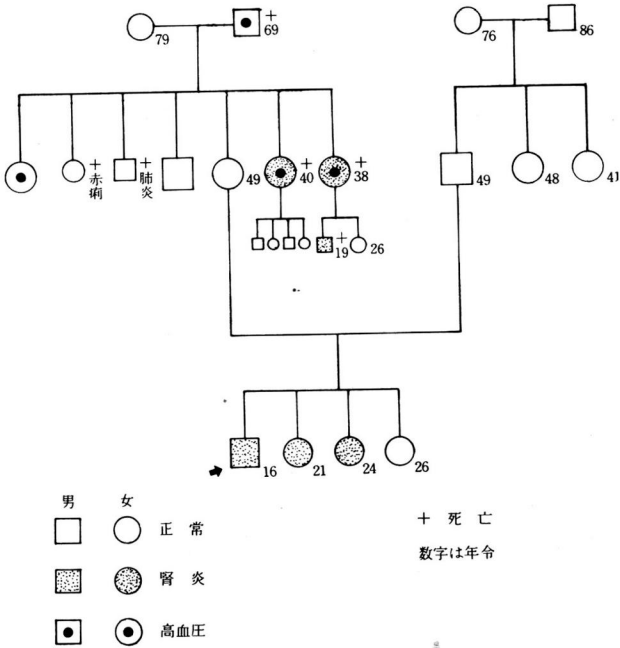 79 + 69 76 86
+ 赤痢 + 肺炎 49 + 40 + 38 49 48 41
+ 19 26
16 21 24 26
男 女
正常 + 死亡
数字は年令
腎炎
高血圧